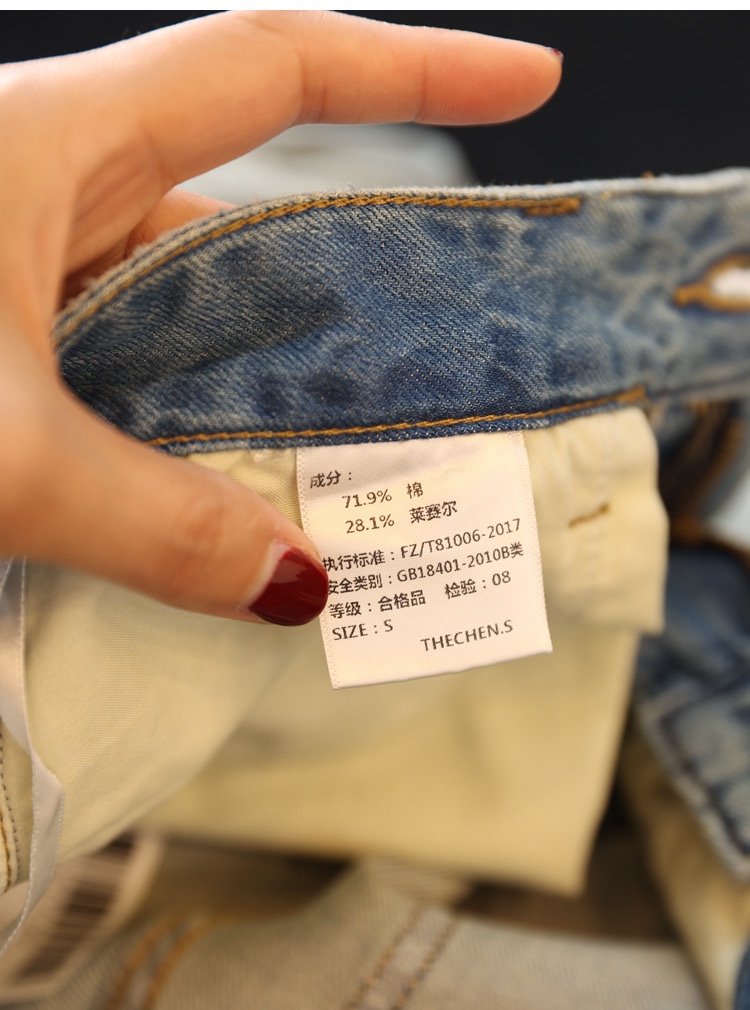 成分：
71.9% 棉
28.1% 莱赛尔
执行标准：FZ/T81006-2017
安全类别：GB18401-2010B类
等级：合格品 检验：08
SIZE：S
THECHEN.S